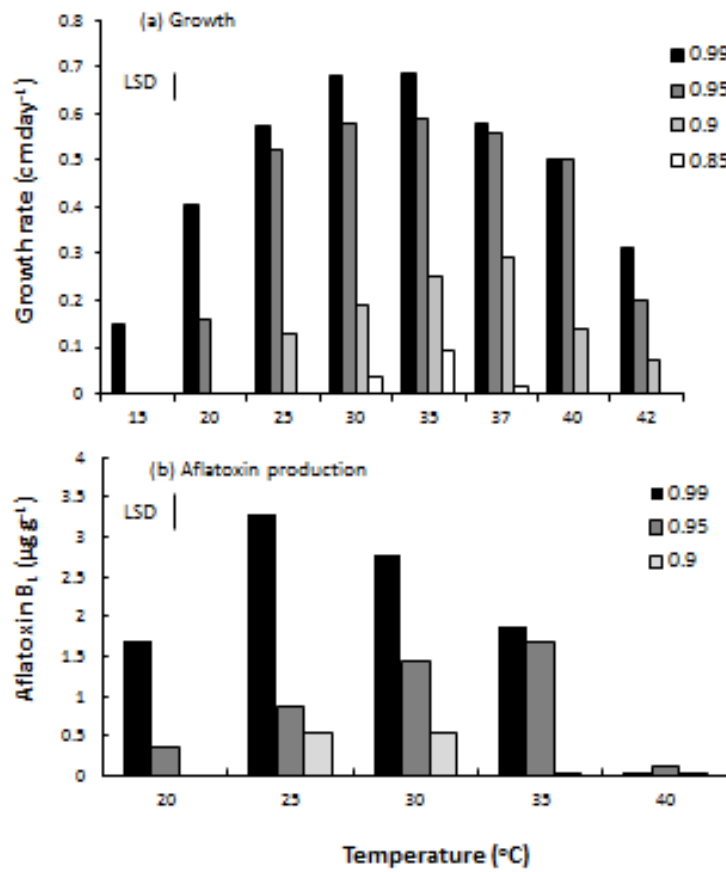 (a) Growth
0.8
0.7
0.6
0.5
0.4
0.3
0.2
0.1
0
Growth rate (cm day⁻¹)
LSD
0.99
0.95
0.9
0.85
15 20 25 30 35 37 40 42
(b) Aflatoxin production
4
3.5
3
2.5
2
1.5
1
0.5
0
Aflatoxin B₁ (µg g⁻¹)
LSD
0.99
0.95
0.9
20 25 30 35 40
Temperature (°C)